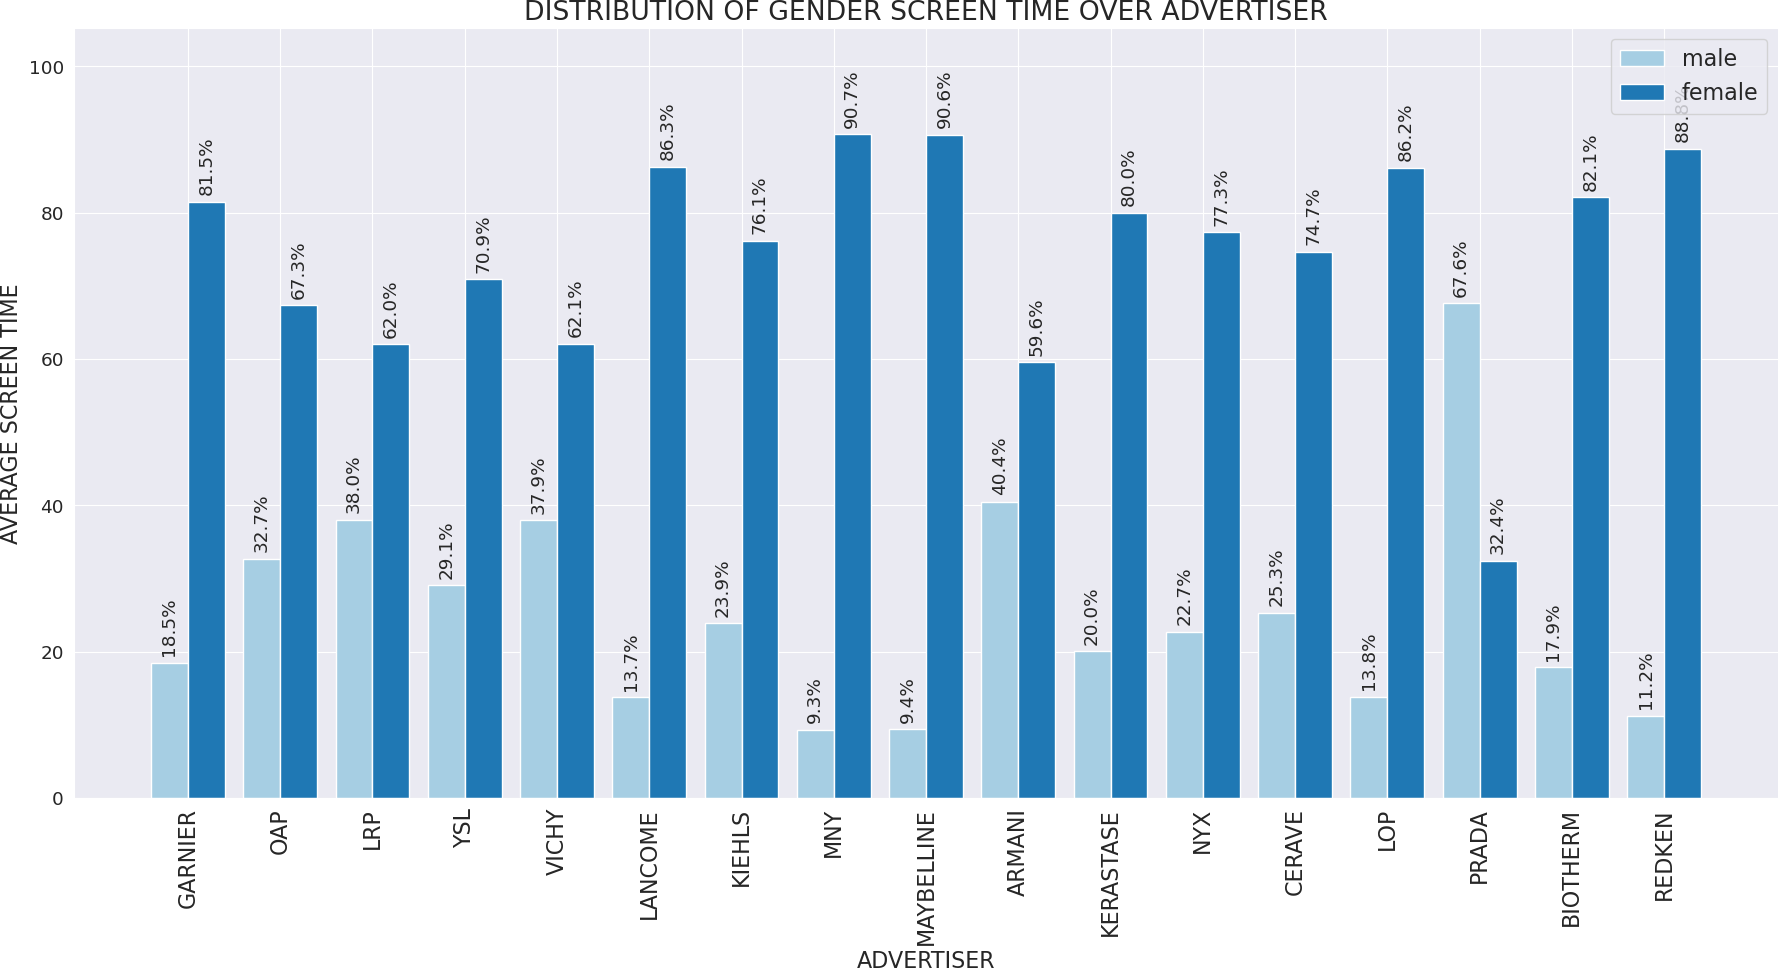 DISTRIBUTION OF GENDER SCREEN TIME OVER ADVERTISER
male
female
AVERAGE SCREEN TIME
100
80
60
40
20
0
18.5%
81.5%
32.7%
67.3%
38.0%
62.0%
29.1%
70.9%
37.9%
62.1%
13.7%
86.3%
23.9%
76.1%
9.3%
90.7%
9.4%
90.6%
40.4%
59.6%
20.0%
80.0%
22.7%
77.3%
25.3%
74.7%
13.8%
86.2%
67.6%
32.4%
17.9%
82.1%
11.2%
88.8%
GARNIER
OAP
LRP
YSL
VICHY
LANCOME
KIEHLS
MNY
MAYBELLINE
ARMANI
KERASTASE
NYX
CERAVE
LOP
PRADA
BIOTHERM
REDKEN
ADVERTISER